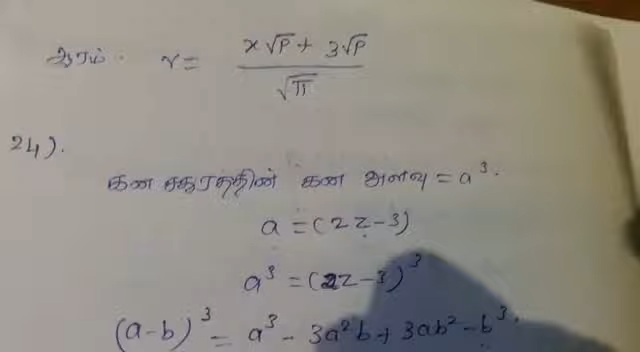 ஆரம். r = x√p + 3√p / √π
24).
கன சதுரத்தின் கன அளவு = a³.
a = (2z-3)
a³ = (2z-3)³
(a-b)³ = a³ - 3a²b + 3ab² - b³.